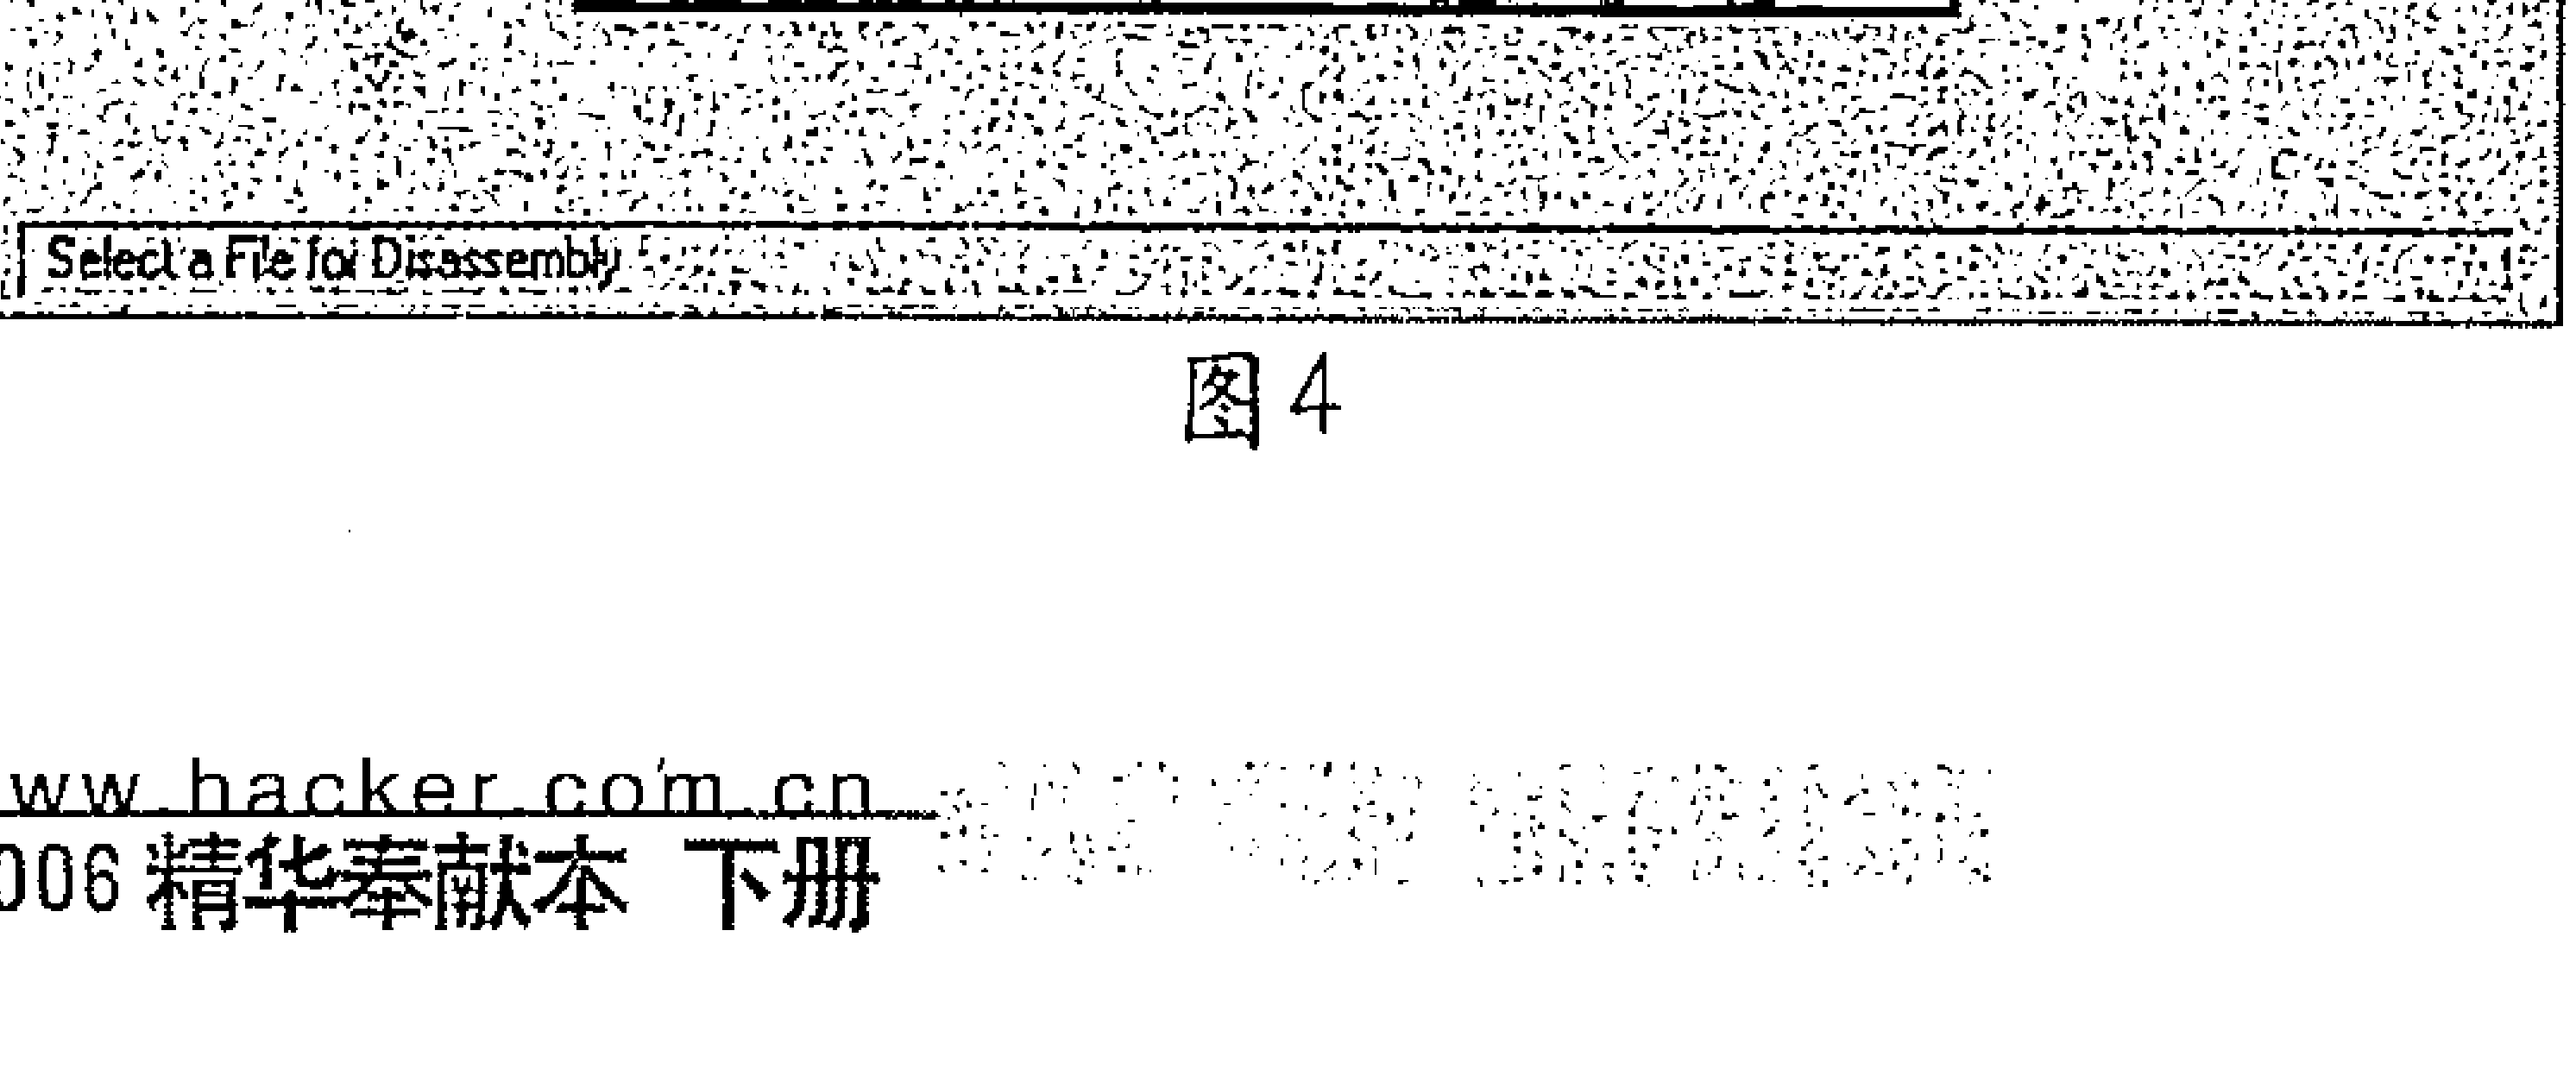 Select a File for Disassembly
图 4
ww.hacker.com.cn
006 精华奉献本 下册